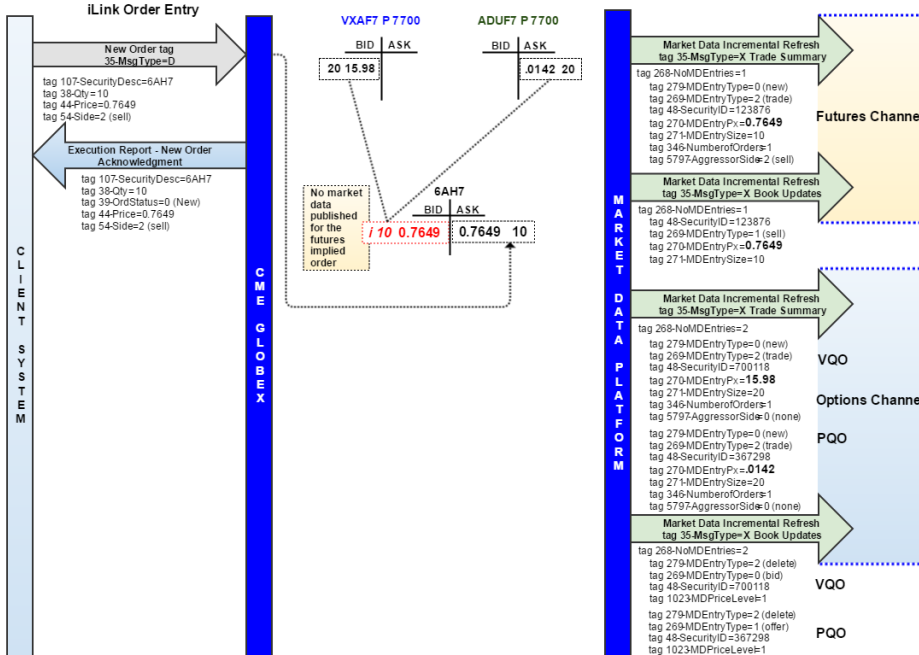 iLink Order Entry
New Order tag
35-MsgType=D
tag 107-SecurityDesc=6AH7
tag 38-Qty=10
tag 44-Price=0.7649
tag 54-Side=2 (sell)
Execution Report - New Order
Acknowledgment
tag 107-SecurityDesc=6AH7
tag 38-Qty=10
tag 39-OrdStatus=0 (New)
tag 44-Price=0.7649
tag 54-Side=2 (sell)
CLIENT SYSTEM
CME GLOBEX
VXAF7 P 7700
BID ASK
20 15.98
ADUF7 P 7700
BID ASK
.0142 20
No market
data
published
for the
futures
implied
order
6AH7
BID ASK
i 10 0.7649 0.7649 10
MARKET DATA PLATFORM
Market Data Incremental Refresh
tag 35-MsgType=X Trade Summary
tag 268-NoMDEntries=1
tag 279-MDEntryType=0 (new)
tag 269-MDEntryType=2 (trade)
tag 48-SecurityID=123876
tag 270-MDEntryPx=0.7649
tag 271-MDEntrySize=10
tag 346-NumberofOrders=1
tag 5797-AggressorSide=2 (sell)
Futures Channel
Market Data Incremental Refresh
tag 35-MsgType=X Book Updates
tag 268-NoMDEntries=1
tag 48-SecurityID=123876
tag 269-MDEntryType=1 (sell)
tag 270-MDEntryPx=0.7649
tag 271-MDEntrySize=10
Market Data Incremental Refresh
tag 35-MsgType=X Trade Summary
tag 268-NoMDEntries=2
tag 279-MDEntryType=0 (new)
tag 269-MDEntryType=2 (trade)
tag 48-SecurityID=700118
tag 270-MDEntryPx=15.98
tag 271-MDEntrySize=20
tag 346-NumberofOrders=1
tag 5797-AggressorSide=0 (none)
VQO
Options Channel
tag 279-MDEntryType=0 (new)
tag 269-MDEntryType=2 (trade)
tag 48-SecurityID=367298
tag 270-MDEntryPx=.0142
tag 271-MDEntrySize=20
tag 346-NumberofOrders=1
tag 5797-AggressorSide=0 (none)
PQO
Market Data Incremental Refresh
tag 35-MsgType=X Book Updates
tag 268-NoMDEntries=2
tag 279-MDEntryType=2 (delete)
tag 269-MDEntryType=0 (bid)
tag 48-SecurityID=700118
tag 1023-MDPriceLevel=1
VQO
tag 279-MDEntryType=2 (delete)
tag 269-MDEntryType=1 (offer)
tag 48-SecurityID=367298
tag 1023-MDPriceLevel=1
PQO